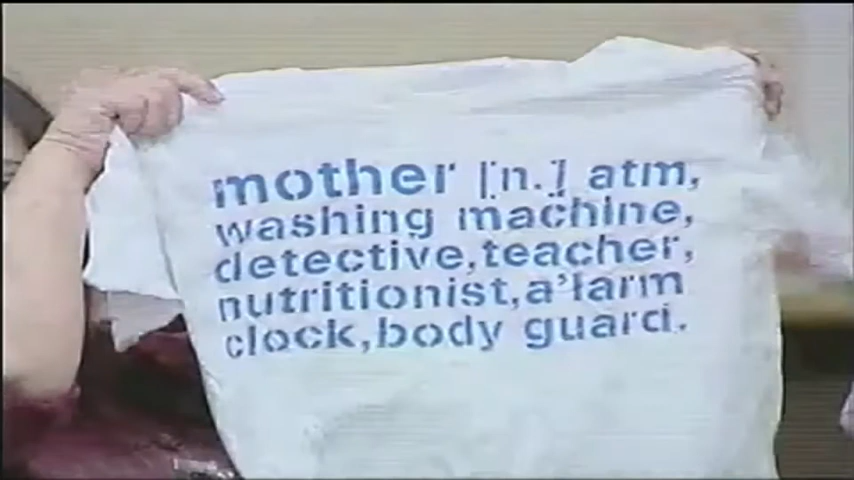 mother [n.] atm,
washing machine,
detective,teacher,
nutritionist,a'larm
clock,body guard.